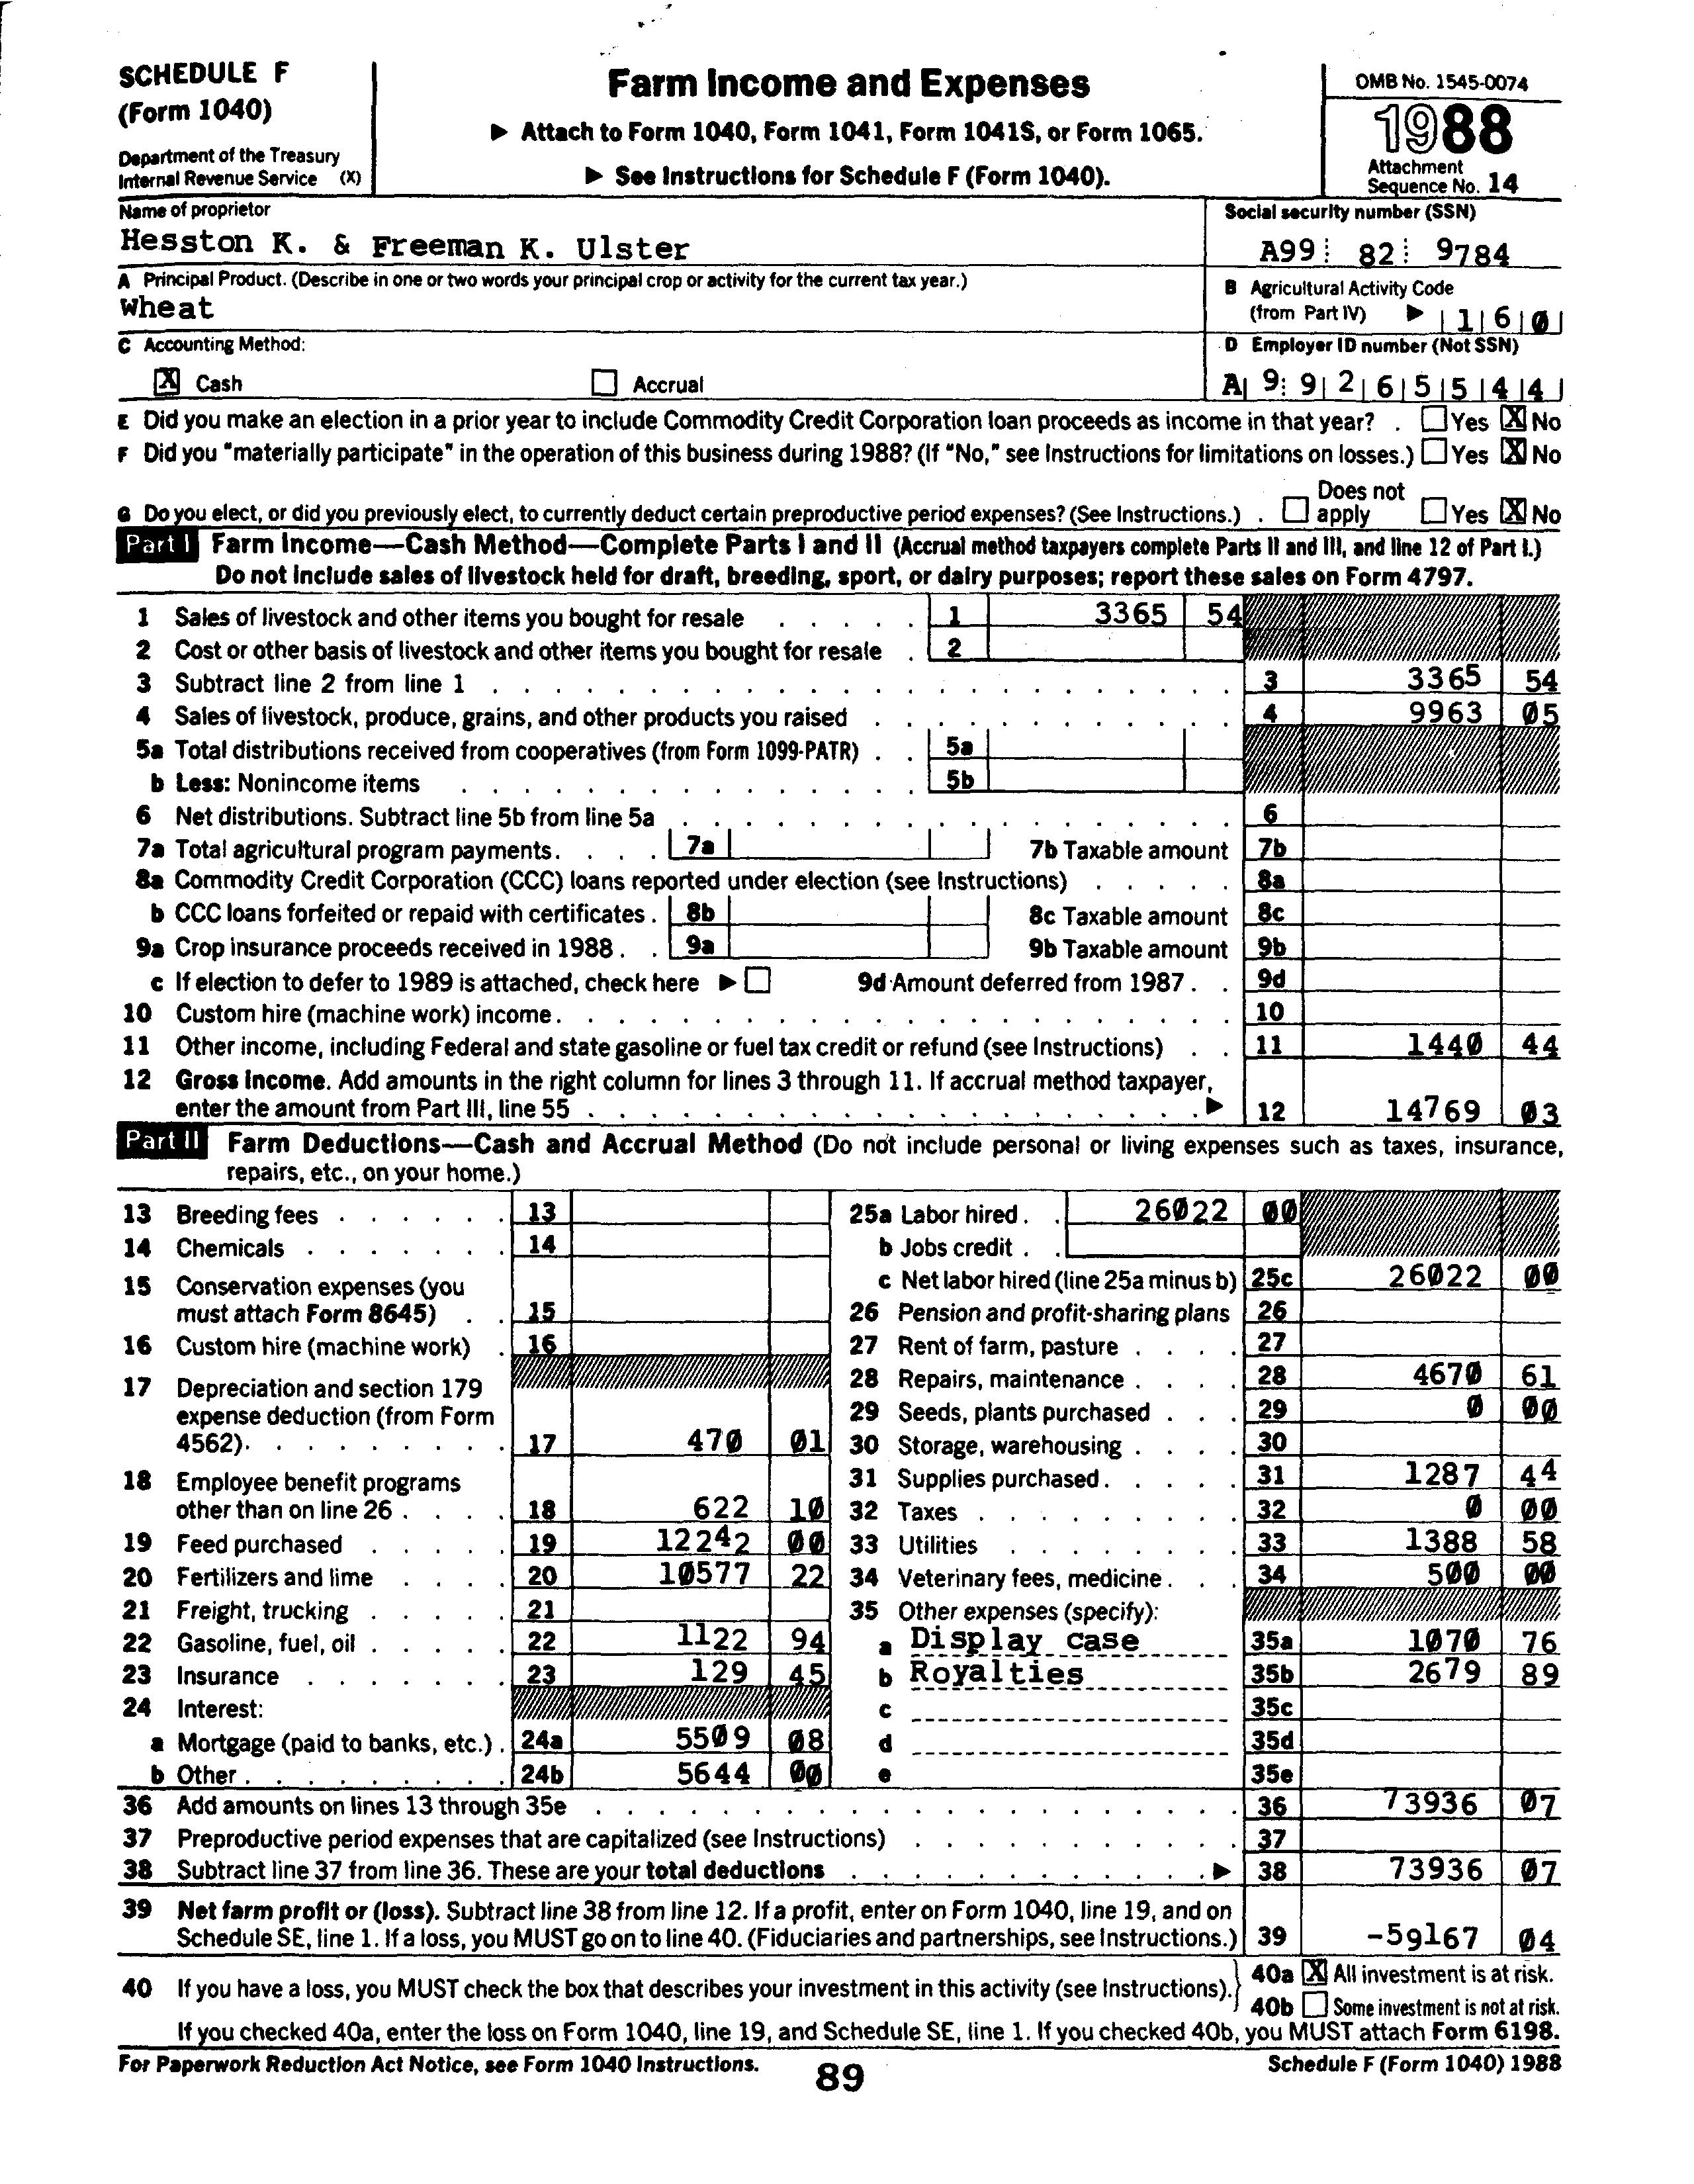 SCHEDULE F
(Form 1040)
Department of the Treasury
Internal Revenue Service (X)
Farm Income and Expenses
▶ Attach to Form 1040, Form 1041, Form 1041S, or Form 1065.
▶ See Instructions for Schedule F (Form 1040).
OMB No. 1545-0074
1988
Attachment
Sequence No. 14
Name of proprietor
Hesston K. & Freeman K. Ulster
Social security number (SSN)
A99 82 9784
A Principal Product. (Describe in one or two words your principal crop or activity for the current tax year.)
Wheat
B Agricultural Activity Code
(from Part IV) ▶ 1 6 0
C Accounting Method:
X Cash Accrual
D Employer ID number (Not SSN)
A 9 9 2 6 5 5 4 4
E Did you make an election in a prior year to include Commodity Credit Corporation loan proceeds as income in that year? . Yes X No
F Did you "materially participate" in the operation of this business during 1988? (If "No," see Instructions for limitations on losses.) Yes X No
G Do you elect, or did you previously elect, to currently deduct certain preproductive period expenses? (See Instructions.) . Does not apply Yes X No
Part I Farm Income—Cash Method—Complete Parts I and II (Accrual method taxpayers complete Parts II and III, and line 12 of Part I.)
Do not include sales of livestock held for draft, breeding, sport, or dairy purposes; report these sales on Form 4797.
1 Sales of livestock and other items you bought for resale 1 3365 54
2 Cost or other basis of livestock and other items you bought for resale 2
3 Subtract line 2 from line 1 3 3365 54
4 Sales of livestock, produce, grains, and other products you raised 4 9963 05
5a Total distributions received from cooperatives (from Form 1099-PATR) 5a
b Less: Nonincome items 5b
6 Net distributions. Subtract line 5b from line 5a 6
7a Total agricultural program payments. 7a 7b Taxable amount 7b
8a Commodity Credit Corporation (CCC) loans reported under election (see Instructions) 8a
b CCC loans forfeited or repaid with certificates . 8b 8c Taxable amount 8c
9a Crop insurance proceeds received in 1988 . 9a 9b Taxable amount 9b
c If election to defer to 1989 is attached, check here ▶ 9d Amount deferred from 1987 . 9d
10 Custom hire (machine work) income. 10
11 Other income, including Federal and state gasoline or fuel tax credit or refund (see Instructions) 11 1440 44
12 Gross Income. Add amounts in the right column for lines 3 through 11. If accrual method taxpayer,
enter the amount from Part III, line 55 ▶ 12 14769 03
Part II Farm Deductions—Cash and Accrual Method (Do not include personal or living expenses such as taxes, insurance,
repairs, etc., on your home.)
13 Breeding fees 13
14 Chemicals 14
15 Conservation expenses (you
must attach Form 8645) 15
16 Custom hire (machine work) 16
17 Depreciation and section 179
expense deduction (from Form
4562). 17 470 01
18 Employee benefit programs
other than on line 26 18 622 10
19 Feed purchased 19 12242 00
20 Fertilizers and lime 20 10577 22
21 Freight, trucking 21
22 Gasoline, fuel, oil 22 1122 94
23 Insurance 23 129 45
24 Interest:
a Mortgage (paid to banks, etc.) . 24a 5509 08
b Other. 24b 5644 00
25a Labor hired . 26022 00
b Jobs credit .
c Net labor hired (line 25a minus b) 25c 26022 00
26 Pension and profit-sharing plans 26
27 Rent of farm, pasture 27
28 Repairs, maintenance 28 4670 61
29 Seeds, plants purchased 29 0 00
30 Storage, warehousing 30
31 Supplies purchased. 31 1287 44
32 Taxes 32 0 00
33 Utilities 33 1388 58
34 Veterinary fees, medicine. 34 500 00
35 Other expenses (specify):
a Display case 35a 1070 76
b Royalties 35b 2679 89
c 35c
d 35d
e 35e
36 Add amounts on lines 13 through 35e 36 73936 07
37 Preproductive period expenses that are capitalized (see Instructions) 37
38 Subtract line 37 from line 36. These are your total deductions ▶ 38 73936 07
39 Net farm profit or (loss). Subtract line 38 from line 12. If a profit, enter on Form 1040, line 19, and on
Schedule SE, line 1. If a loss, you MUST go on to line 40. (Fiduciaries and partnerships, see Instructions.) 39 -59167 04
40 If you have a loss, you MUST check the box that describes your investment in this activity (see Instructions).
40a X All investment is at risk.
40b Some investment is not at risk.
If you checked 40a, enter the loss on Form 1040, line 19, and Schedule SE, line 1. If you checked 40b, you MUST attach Form 6198.
For Paperwork Reduction Act Notice, see Form 1040 Instructions.
89
Schedule F (Form 1040) 1988